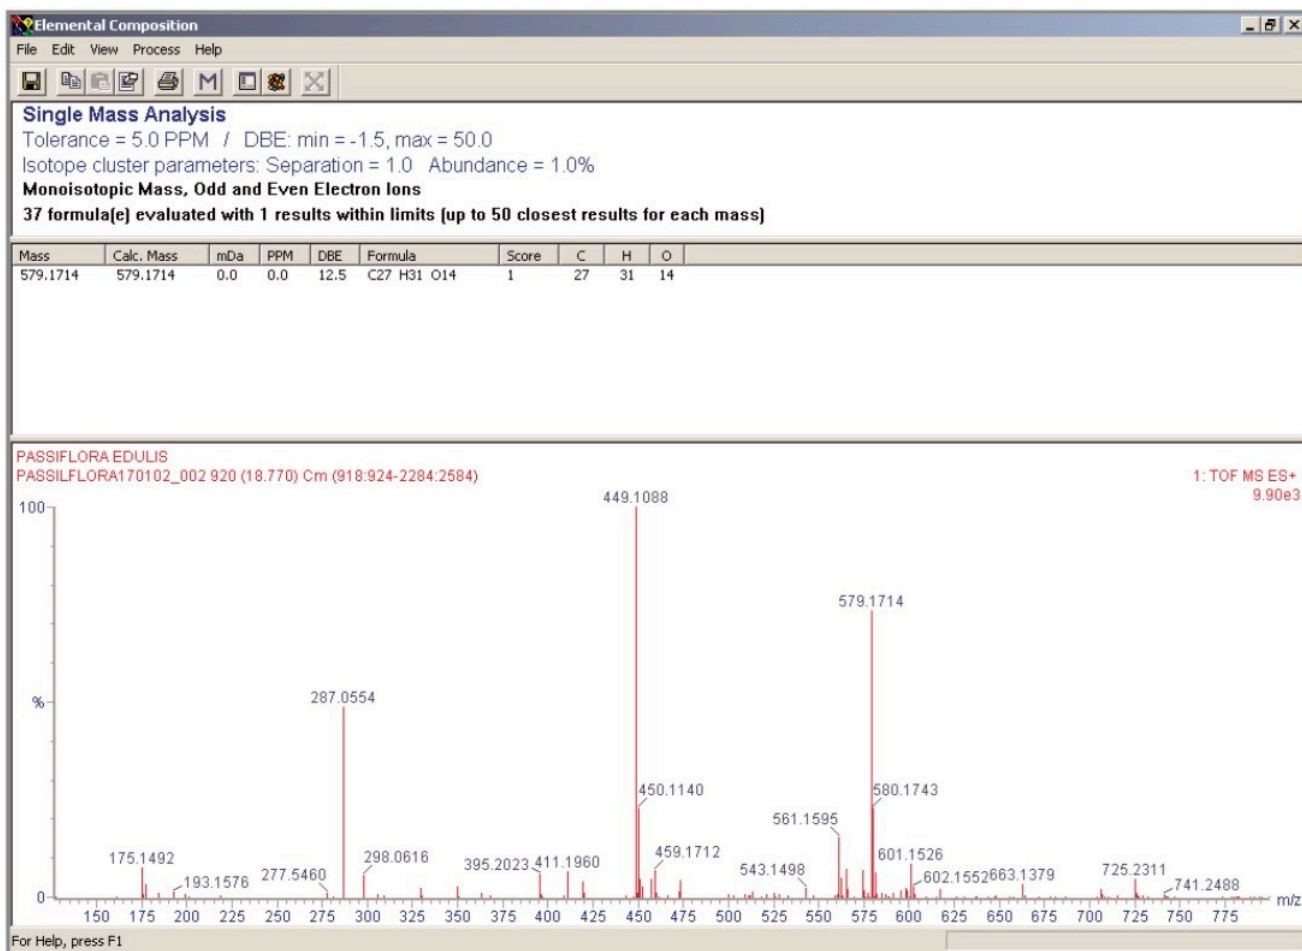 Elemental Composition
File Edit View Process Help
M
Single Mass Analysis
Tolerance = 5.0 PPM / DBE: min = -1.5, max = 50.0
Isotope cluster parameters: Separation = 1.0 Abundance = 1.0%
Monoisotopic Mass, Odd and Even Electron Ions
37 formula(e) evaluated with 1 results within limits (up to 50 closest results for each mass)
Mass Calc. Mass mDa PPM DBE Formula Score C H O
579.1714 579.1714 0.0 0.0 12.5 C27 H31 O14 1 27 31 14
PASSIFLORA EDULIS
PASSILFLORA170102_002 920 (18.770) Cm (918:924-2284:2584)
1: TOF MS ES+
9.90e3
449.1088
100
579.1714
287.0554
%
450.1140
580.1743
561.1595
175.1492
298.0616
395.2023
411.1960
459.1712
601.1526
193.1576
277.5460
543.1498
602.1552
663.1379
725.2311
741.2488
0
m/z
150 175 200 225 250 275 300 325 350 375 400 425 450 475 500 525 550 575 600 625 650 675 700 725 750 775
For Help, press F1